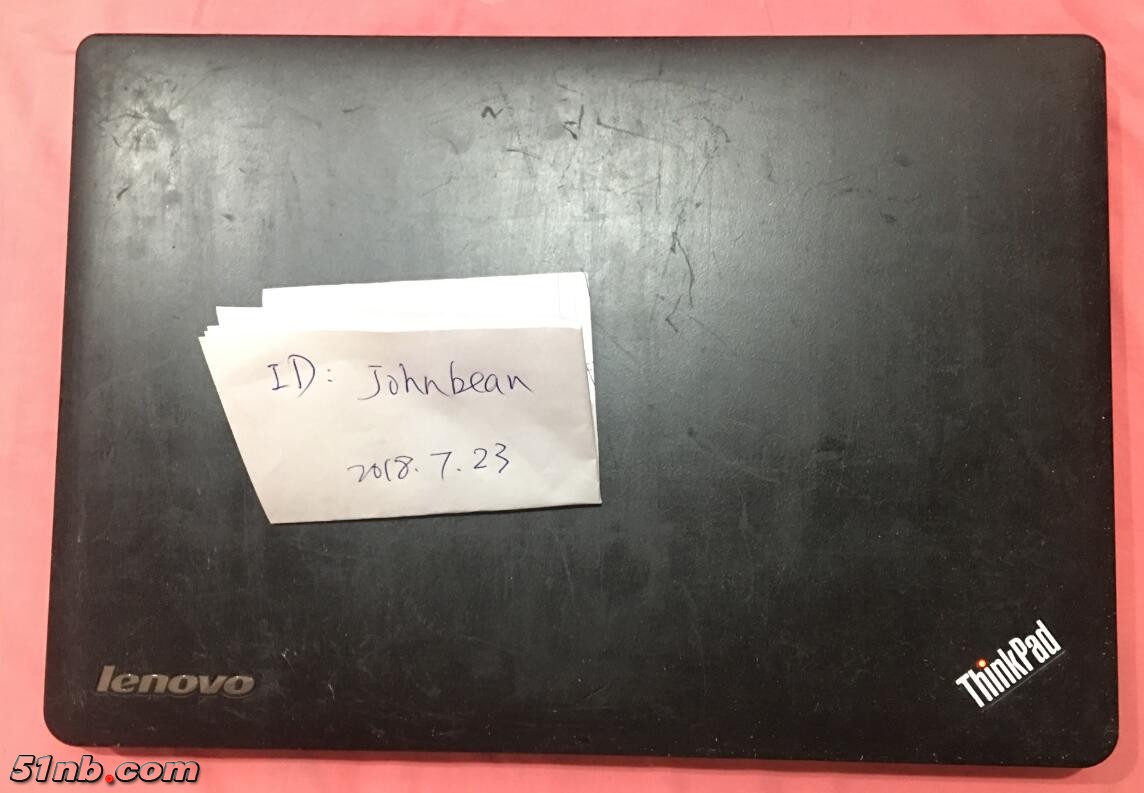 ID: Johnbean
2018.7.23
lenovo
ThinkPad
51nb.com